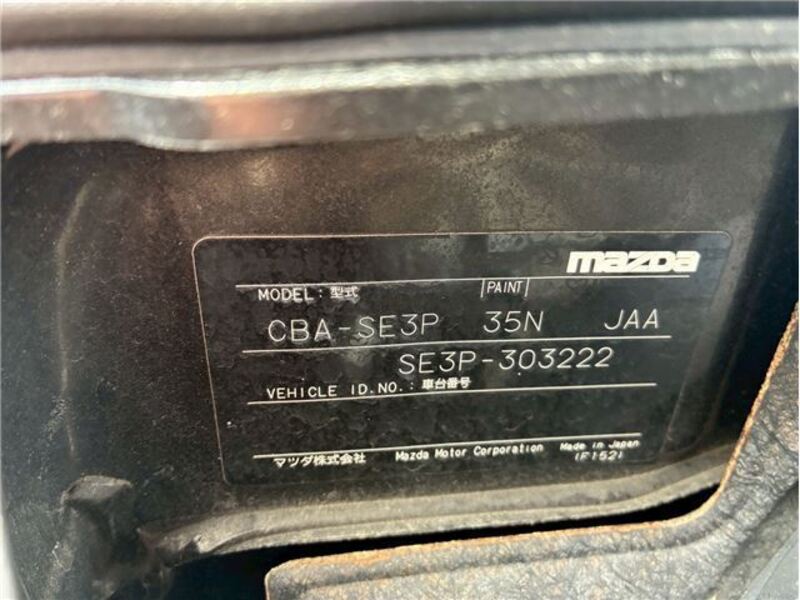 mazda
MODEL: 型式 PAINT
CBA-SE3P 35N JAA
SE3P-303222
VEHICLE ID.NO.: 車台番号
マツダ株式会社 Mazda Motor Corporation Made in Japan
(F152)